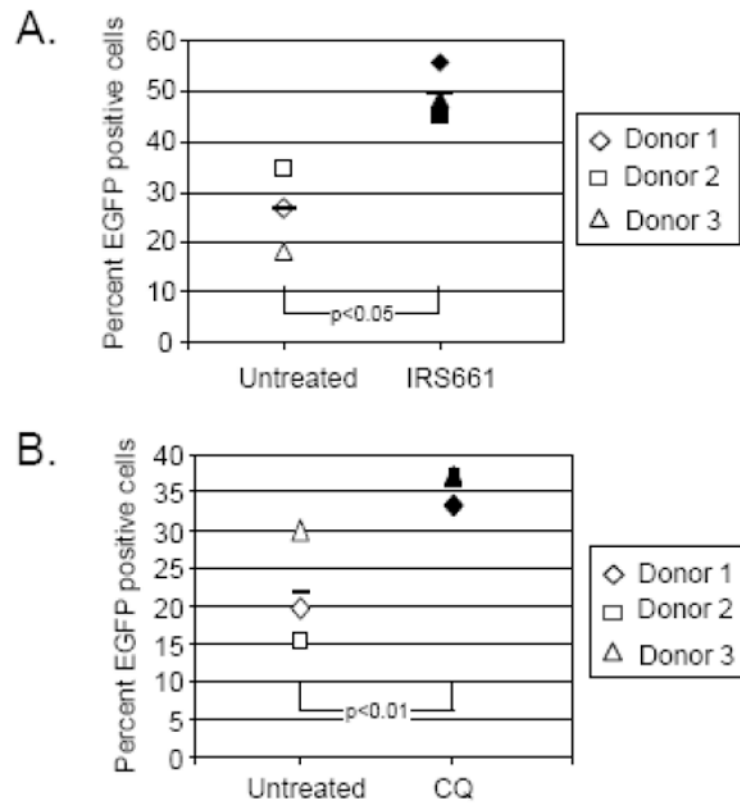 A.
Percent EGFP positive cells
60
50
40
30
20
10
0
p<0.05
Untreated IRS661
Donor 1
Donor 2
Donor 3
B.
Percent EGFP positive cells
40
35
30
25
20
15
10
5
0
p<0.01
Untreated CQ
Donor 1
Donor 2
Donor 3